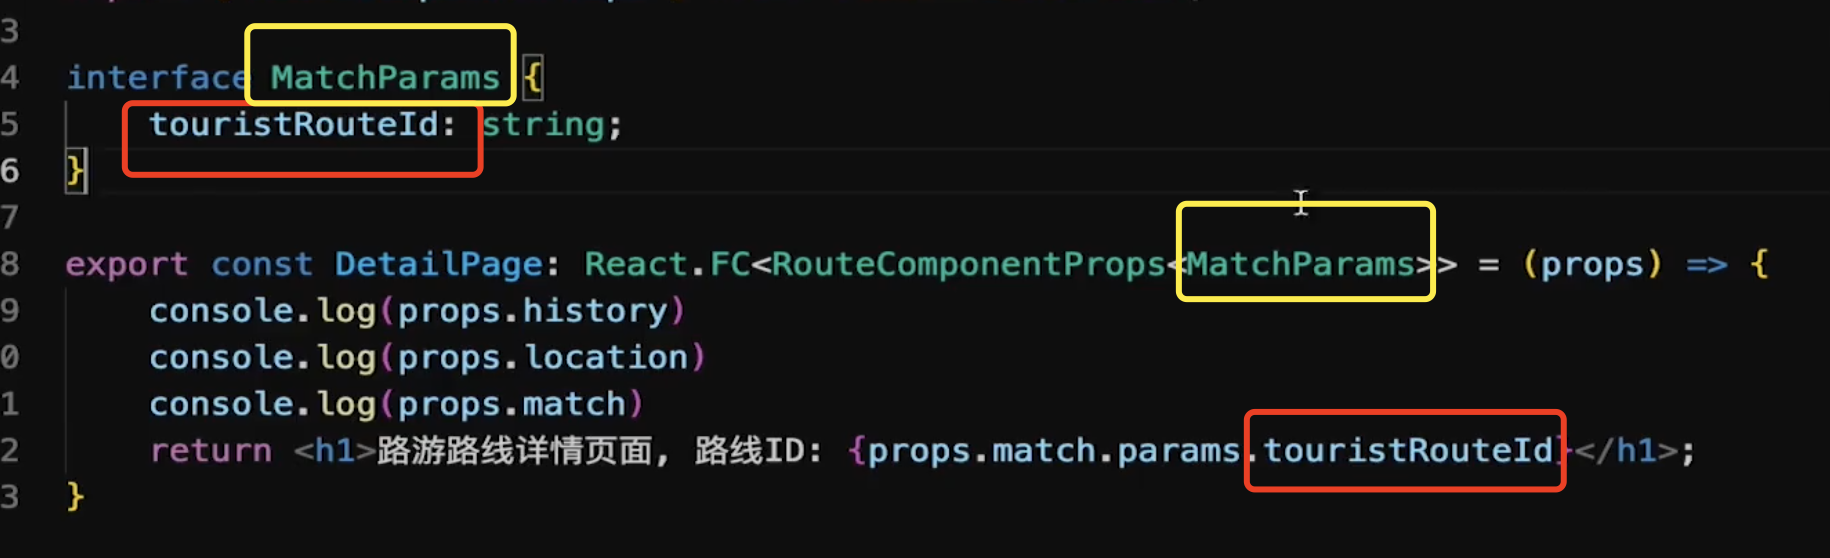 3
4 interface MatchParams {
5 touristRouteId: string;
6 }
7
8 export const DetailPage: React.FC<RouteComponentProps<MatchParams>> = (props) => {
9 console.log(props.history)
0 console.log(props.location)
1 console.log(props.match)
2 return <h1>路游路线详情页面, 路线ID: {props.match.params.touristRouteId}</h1>;
3 }